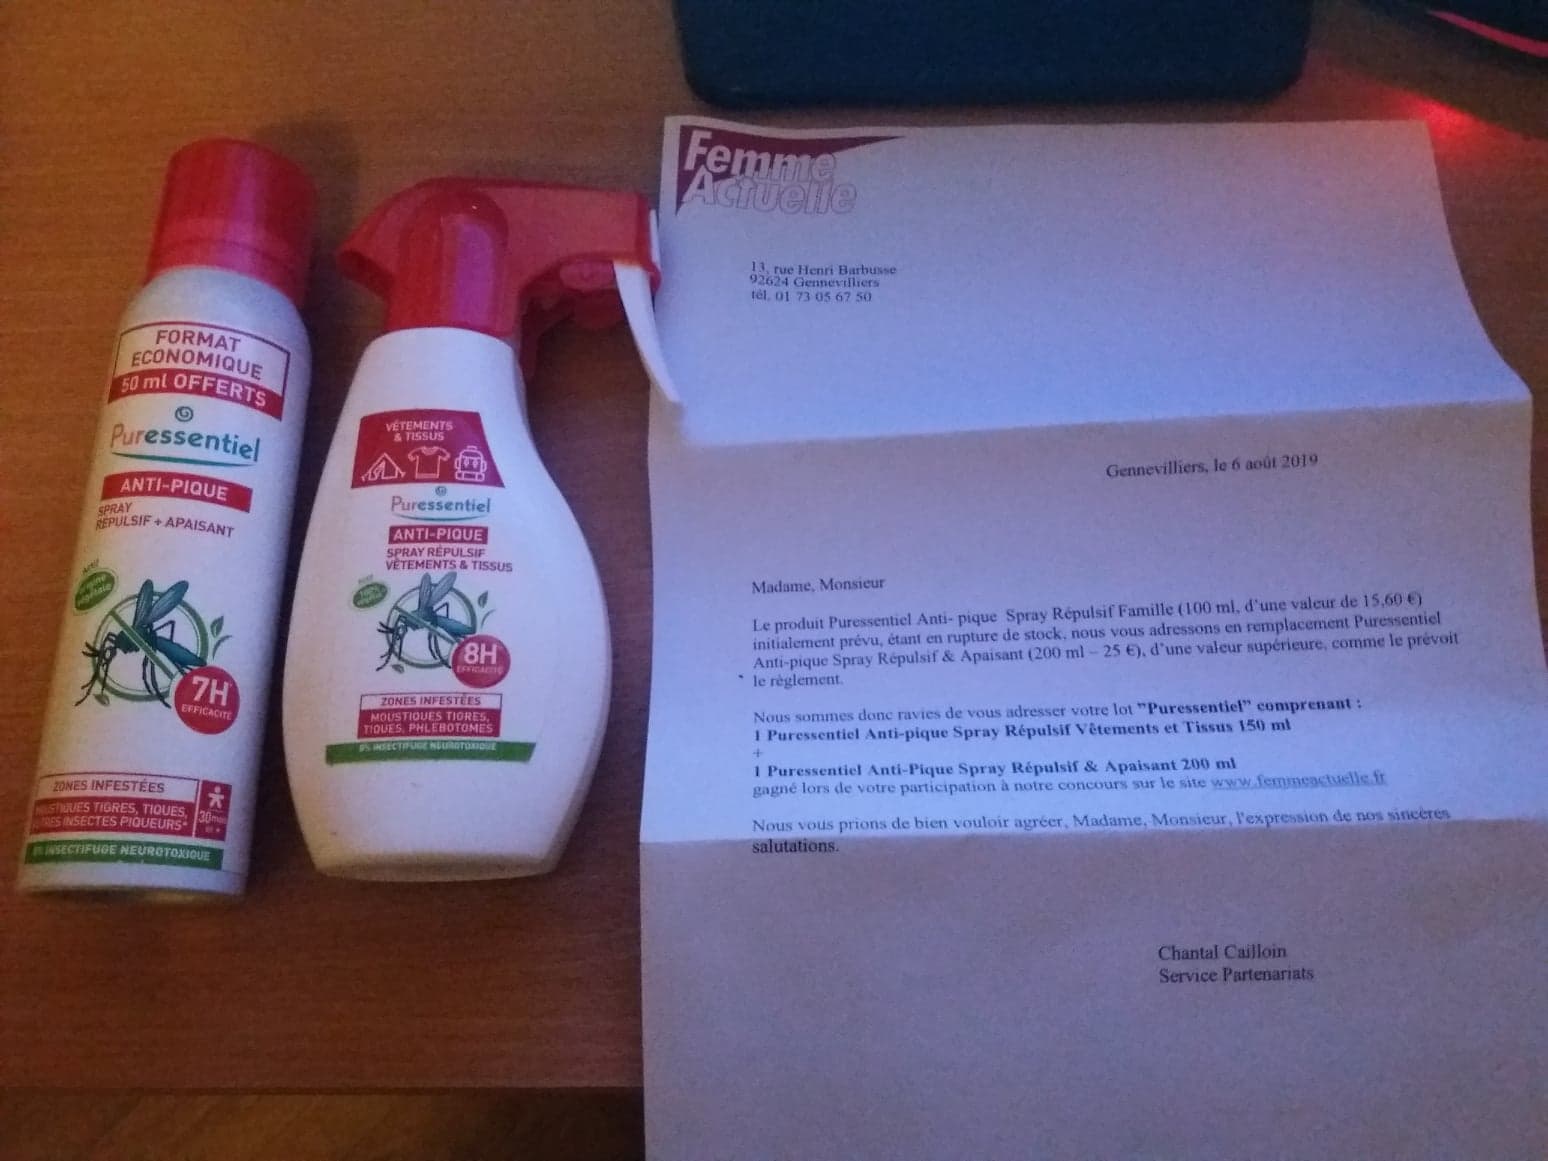 FORMAT
ECONOMIQUE
50 ml OFFERTS
Puressentiel
ANTI-PIQUE
SPRAY
RÉPULSIF + APAISANT
7H
EFFICACITÉ
ZONES INFESTÉES
MOUSTIQUES TIGRES, TIQUES,
INSECTES PIQUEURS*
30
INSECTIFUGE NEUROTOXIQUE
VÊTEMENTS
& TISSUS
Puressentiel
ANTI-PIQUE
SPRAY RÉPULSIF
VÊTEMENTS & TISSUS
8H
EFFICACITÉ
ZONES INFESTÉES
MOUSTIQUES TIGRES,
TIQUES, PHLÉBOTOMES
0% INSECTIFUGE NEUROTOXIQUE
Femme
Actuelle
13, rue Henri Barbusse
92624 Gennevilliers
tél. 01 73 05 67 50
Gennevilliers, le 6 août 2019
Madame, Monsieur
Le produit Puressentiel Anti- pique Spray Répulsif Famille (100 ml, d'une valeur de 15,60 €)
initialement prévu, étant en rupture de stock, nous vous adressons en remplacement Puressentiel
Anti-pique Spray Répulsif & Apaisant (200 ml – 25 €), d'une valeur supérieure, comme le prévoit
le règlement.
Nous sommes donc ravies de vous adresser votre lot "Puressentiel" comprenant :
1 Puressentiel Anti-pique Spray Répulsif Vêtements et Tissus 150 ml
+
1 Puressentiel Anti-Pique Spray Répulsif & Apaisant 200 ml
gagné lors de votre participation à notre concours sur le site www.femmeactuelle.fr
Nous vous prions de bien vouloir agréer, Madame, Monsieur, l'expression de nos sincères
salutations.
Chantal Cailloin
Service Partenariats